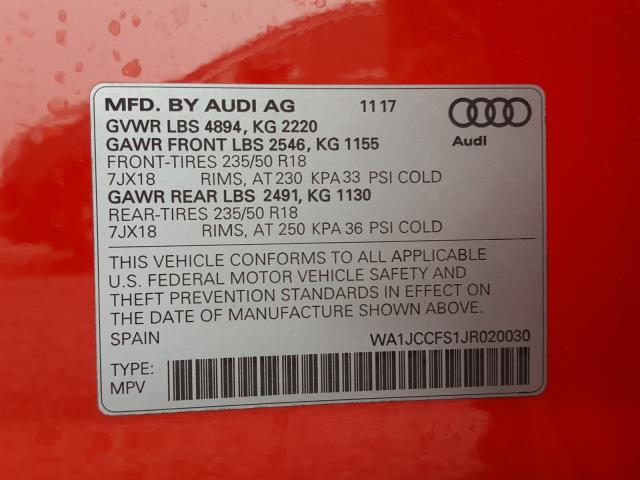 MFD. BY AUDI AG 11 17
GVWR LBS 4894, KG 2220
GAWR FRONT LBS 2546, KG 1155
Audi
FRONT-TIRES 235/50 R18
7JX18 RIMS, AT 230 KPA 33 PSI COLD
GAWR REAR LBS 2491, KG 1130
REAR-TIRES 235/50 R18
7JX18 RIMS, AT 250 KPA 36 PSI COLD
THIS VEHICLE CONFORMS TO ALL APPLICABLE
U.S. FEDERAL MOTOR VEHICLE SAFETY AND
THEFT PREVENTION STANDARDS IN EFFECT ON
THE DATE OF MANUFACTURE SHOWN ABOVE.
SPAIN WA1JCCFS1JR020030
TYPE:
MPV